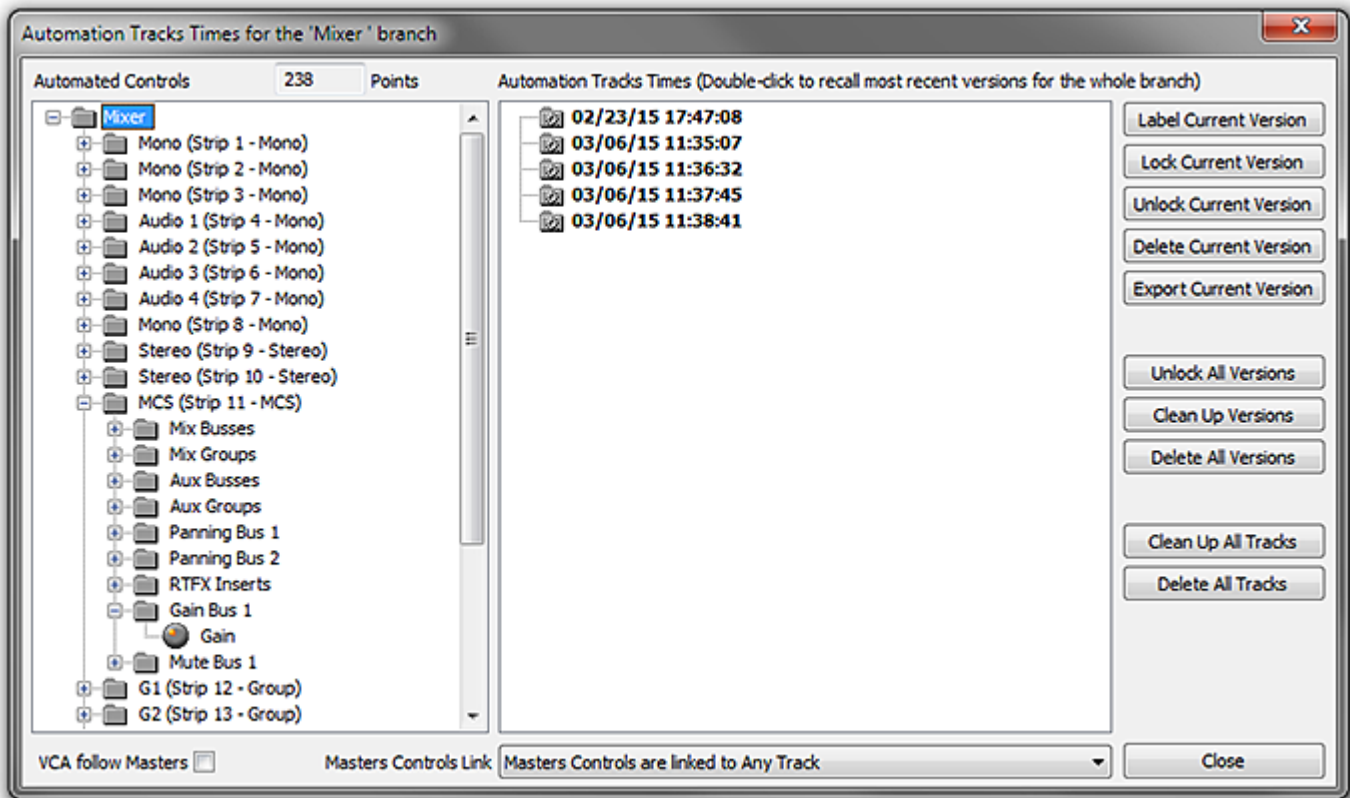 Automation Tracks Times for the 'Mixer ' branch
Automated Controls 238 Points
Automation Tracks Times (Double-click to recall most recent versions for the whole branch)
Mixer
Mono (Strip 1 - Mono)
Mono (Strip 2 - Mono)
Mono (Strip 3 - Mono)
Audio 1 (Strip 4 - Mono)
Audio 2 (Strip 5 - Mono)
Audio 3 (Strip 6 - Mono)
Audio 4 (Strip 7 - Mono)
Mono (Strip 8 - Mono)
Stereo (Strip 9 - Stereo)
Stereo (Strip 10 - Stereo)
MCS (Strip 11 - MCS)
Mix Busses
Mix Groups
Aux Busses
Aux Groups
Panning Bus 1
Panning Bus 2
RTFX Inserts
Gain Bus 1
Gain
Mute Bus 1
G1 (Strip 12 - Group)
G2 (Strip 13 - Group)
02/23/15 17:47:08
03/06/15 11:35:07
03/06/15 11:36:32
03/06/15 11:37:45
03/06/15 11:38:41
Label Current Version
Lock Current Version
Unlock Current Version
Delete Current Version
Export Current Version
Unlock All Versions
Clean Up Versions
Delete All Versions
Clean Up All Tracks
Delete All Tracks
VCA follow Masters
Masters Controls Link
Masters Controls are linked to Any Track
Close